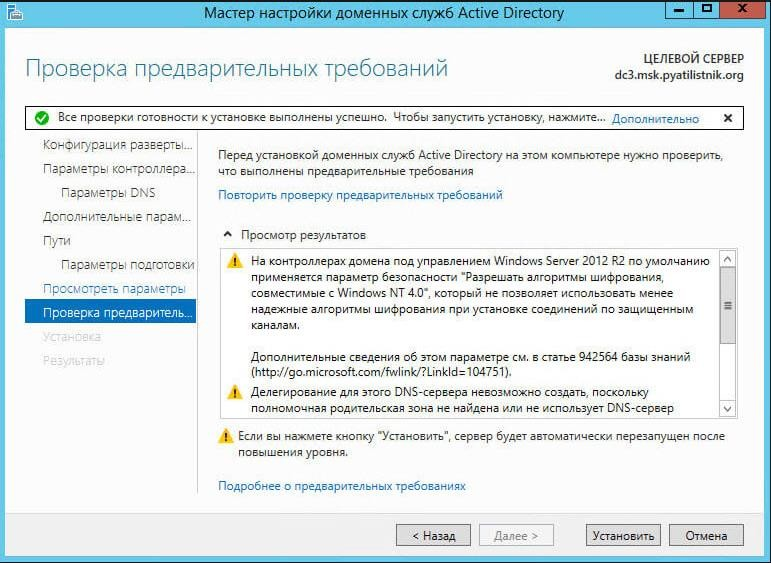 Мастер настройки доменных служб Active Directory
Проверка предварительных требований
ЦЕЛЕВОЙ СЕРВЕР
dc3.msk.pyatilistnik.org
Все проверки готовности к установке выполнены успешно. Чтобы запустить установку, нажмите... Дополнительно
Конфигурация разверты...
Параметры контроллера...
Параметры DNS
Дополнительные парам...
Пути
Параметры подготовки
Просмотреть параметры
Проверка предваритель...
Установка
Результаты
Перед установкой доменных служб Active Directory на этом компьютере нужно проверить,
что выполнены предварительные требования
Повторить проверку предварительных требований
Просмотр результатов
На контроллерах домена под управлением Windows Server 2012 R2 по умолчанию
применяется параметр безопасности "Разрешать алгоритмы шифрования,
совместимые с Windows NT 4.0", который не позволяет использовать менее
надежные алгоритмы шифрования при установке соединений по защищенным
каналам.
Дополнительные сведения об этом параметре см. в статье 942564 базы знаний
(http://go.microsoft.com/fwlink/?LinkId=104751).
Делегирование для этого DNS-сервера невозможно создать, поскольку
полномочная родительская зона не найдена или не использует DNS-сервер
Если вы нажмете кнопку "Установить", сервер будет автоматически перезапущен после
повышения уровня.
Подробнее о предварительных требованиях
< Назад
Далее >
Установить
Отмена